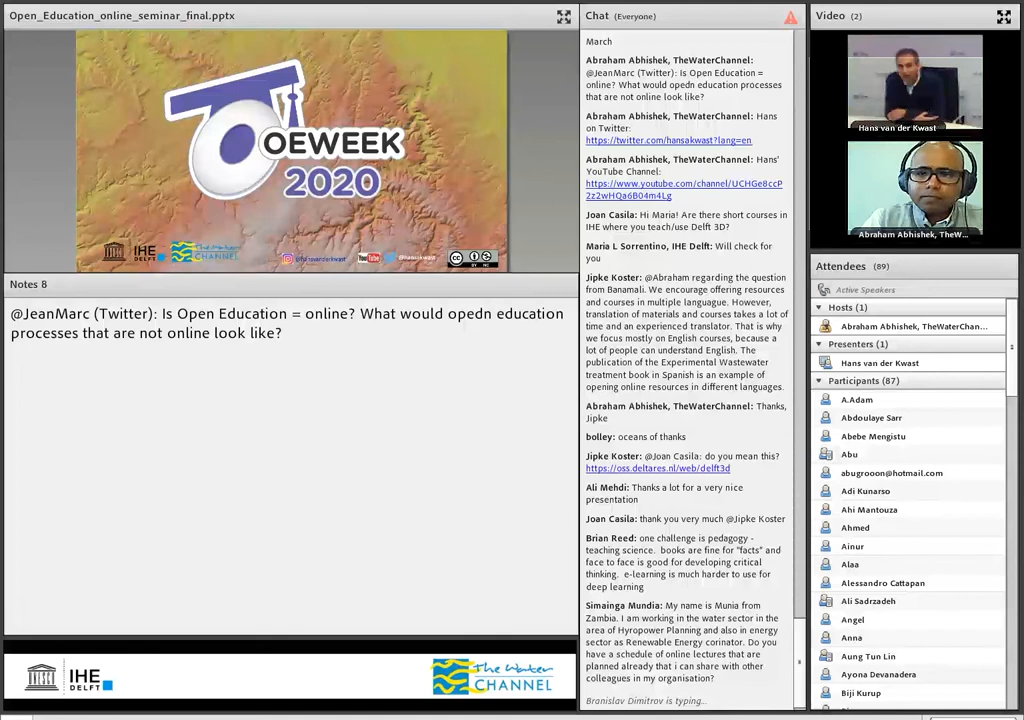 Open_Education_online_seminar_final.pptx
OEWEEK
2020
IHE
DELFT
The Water
CHANNEL
You Tube
Notes 8
@JeanMarc (Twitter): Is Open Education = online? What would opedn education
processes that are not online look like?
UNESCO
IHE
DELFT
The Water
CHANNEL
Chat (Everyone)
March
Abraham Abhishek, TheWaterChannel:
@JeanMarc (Twitter): Is Open Education =
online? What would opedn education processes
that are not online look like?
Abraham Abhishek, TheWaterChannel: Hans
on Twitter:
https://twitter.com/hansakwast?lang=en
Abraham Abhishek, TheWaterChannel: Hans'
YouTube Channel:
https://www.youtube.com/channel/UCHGe8ccP
2z2wHQa6B04m4Lg
Joan Casila: Hi Maria! Are there short courses in
IHE where you teach/use Delft 3D?
Maria L Sorrentino, IHE Delft: Will check for
you
Jipke Koster: @Abraham regarding the question
from Banamali. We encourage offering resources
and courses in multiple languague. However,
translation of materials and courses takes a lot of
time and an experienced translator. That is why
we focus mostly on English courses, because a
lot of people can understand English. The
publication of the Experimental Wastewater
treatment book in Spanish is an example of
opening online resources in different languages.
Abraham Abhishek, TheWaterChannel: Thanks,
Jipke
bolley: oceans of thanks
Jipke Koster: @Joan Casila: do you mean this?
https://oss.deltares.nl/web/delft3d
Ali Mehdi: Thanks a lot for a very nice
presentation
Joan Casila: thank you very much @Jipke Koster
Brian Reed: one challenge is pedagogy -
teaching science. books are fine for "facts" and
face to face is good for developing critical
thinking. e-learning is much harder to use for
deep learning
Simainga Mundia: My name is Munia from
Zambia. I am working in the water sector in the
area of Hyropower Planning and also in energy
sector as Renewable Energy corinator. Do you
have a schedule of online lectures that are
planned already that i can share with other
colleagues in my organisation?
Branislav Dimitrov is typing...
Video (2)
Hans van der Kwast
Abraham Abhishek, TheW...
Attendees (89)
Active Speakers
Hosts (1)
Abraham Abhishek, TheWaterChan...
Presenters (1)
Hans van der Kwast
Participants (87)
A.Adam
Abdoulaye Sarr
Abebe Mengistu
Abu
abugrooon@hotmail.com
Adi Kunarso
Ahi Mantouza
Ahmed
Ainur
Alaa
Alessandro Cattapan
Ali Sadrzadeh
Angel
Anna
Aung Tun Lin
Ayona Devanadera
Biji Kurup